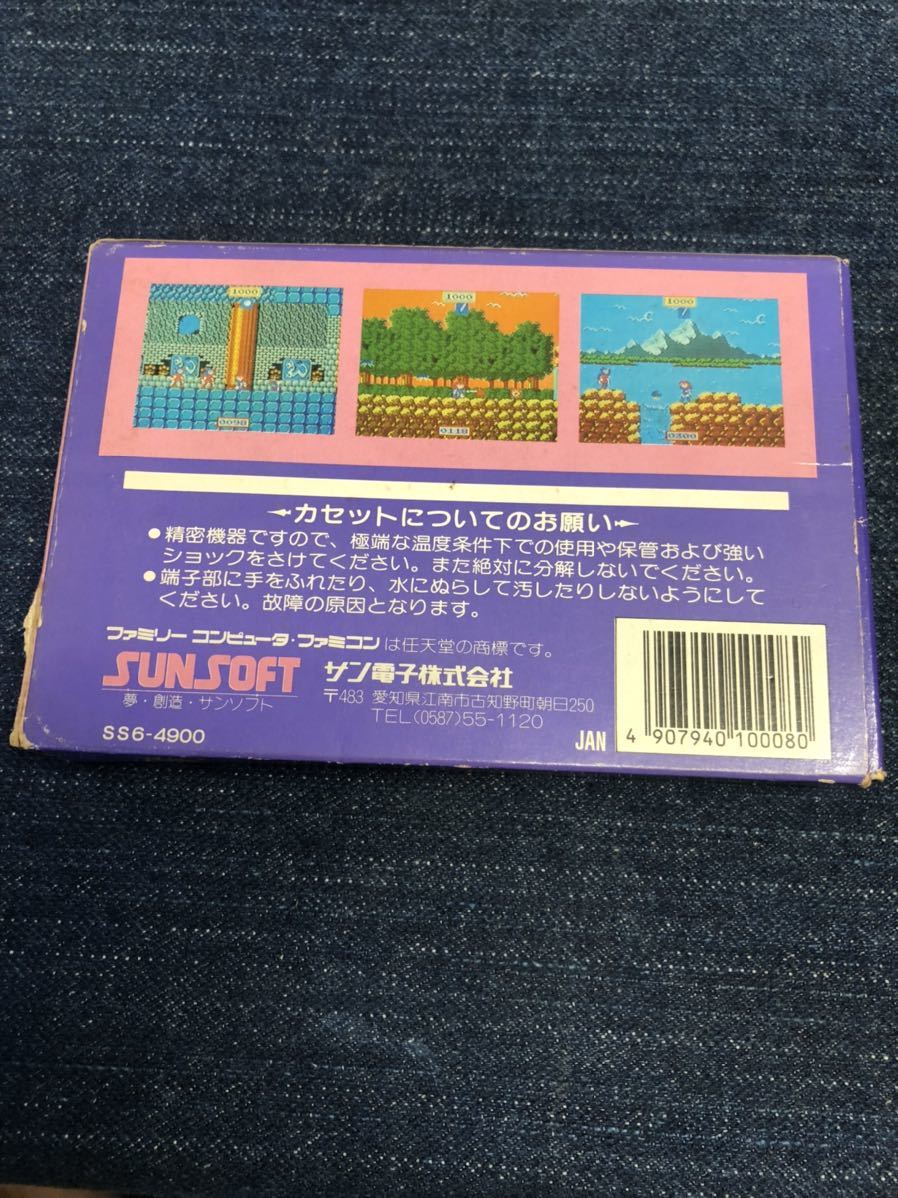 1000
1000
1000
0098
0118
0020
◄カセットについてのお願い►
●精密機器ですので、極端な温度条件下での使用や保管および強い
ショックをさけてください。また絶対に分解しないでください。
●端子部に手をふれたり、水にぬらして汚したりしないようにして
ください。故障の原因となります。
ファミリー コンピュータ・ファミコン は任天堂の商標です。
SUNSOFT
夢・創造・サンソフト
サン電子株式会社
〒483 愛知県江南市古知野町朝日250
TEL(0587)55-1120
SS6-4900
JAN
4 907940 100080